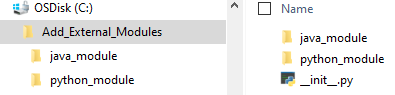 OSDisk (C:)
Add_External_Modules
java_module
python_module
Name
java_module
python_module
__init__.py